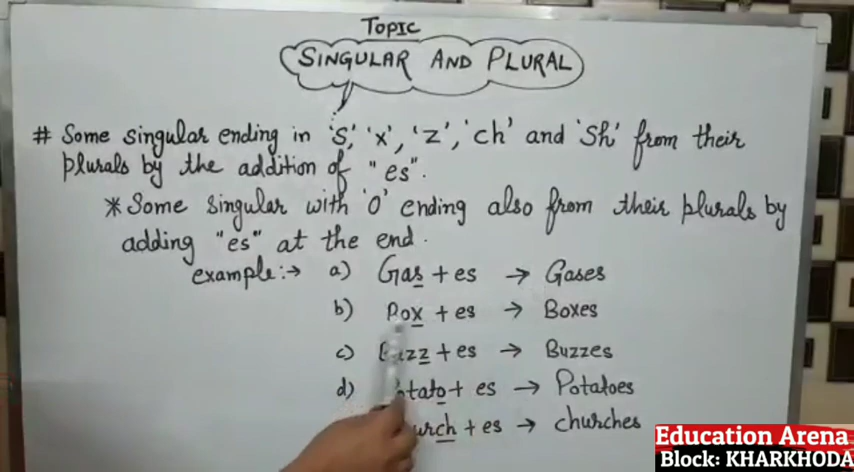 TOPIC
SINGULAR AND PLURAL
# Some singular ending in 's', 'x', 'z', 'ch' and 'Sh' from their
plurals by the addition of "es".
* Some singular with 'O' ending also from their plurals by
adding "es" at the end.
example:→ a) Gas + es → Gases
b) Box + es → Boxes
c) Buzz + es → Buzzes
d) Potato + es → Potatoes
+ es → churches
Education Arena
Block: KHARKHODA